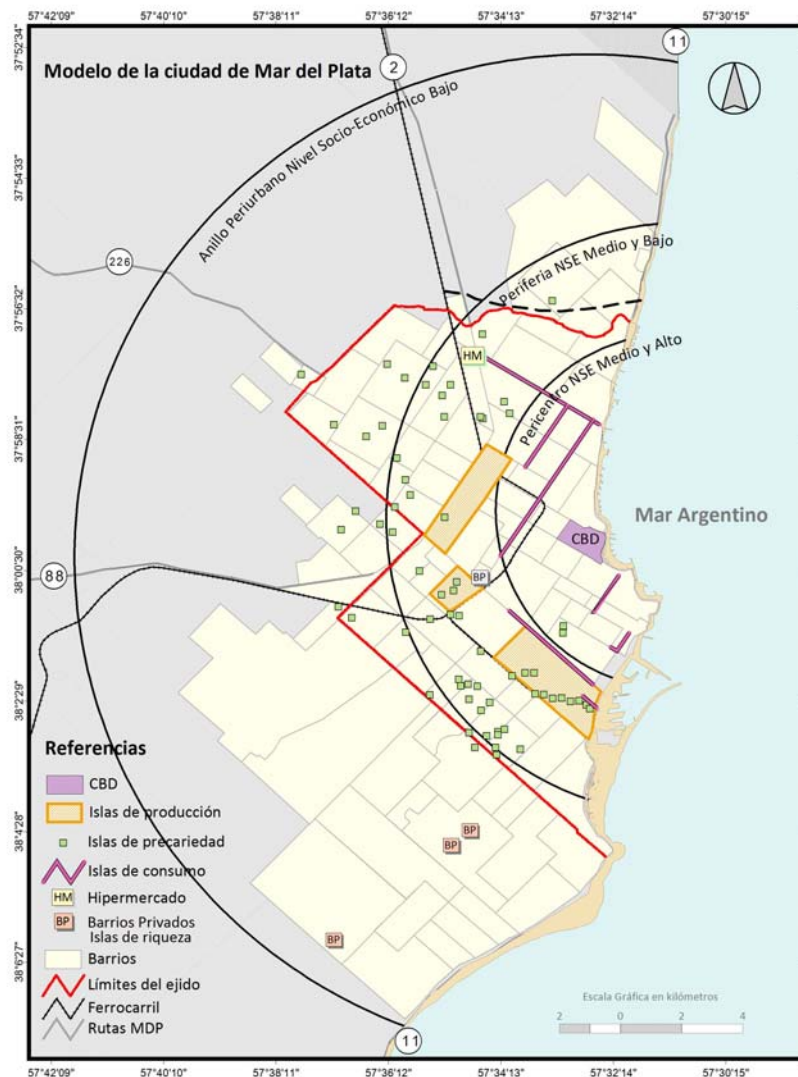 57°42'09" 57°40'10" 57°38'11" 57°36'12" 57°34'13" 57°32'14" 57°30'15"
37°52'34"
37°54'33"
37°56'32"
37°58'31"
38°00'30"
38°2'29"
38°4'28"
38°6'27"
Modelo de la ciudad de Mar del Plata
2
11
Anillo Periurbano Nivel Socio-Económico Bajo
226
Periferia NSE Medio y Bajo
HM
Pericentro NSE Medio y Alto
Mar Argentino
CBD
88
BP
BP
BP
BP
11
Referencias
CBD
Islas de producción
Islas de precariedad
Islas de consumo
HM Hipermercado
BP Barrios Privados
Islas de riqueza
Barrios
Límites del ejido
Ferrocarril
Rutas MDP
Escala Gráfica en kilómetros
2 0 2 4
57°42'09" 57°40'10" 57°38'11" 57°36'12" 57°34'13" 57°32'14" 57°30'15"